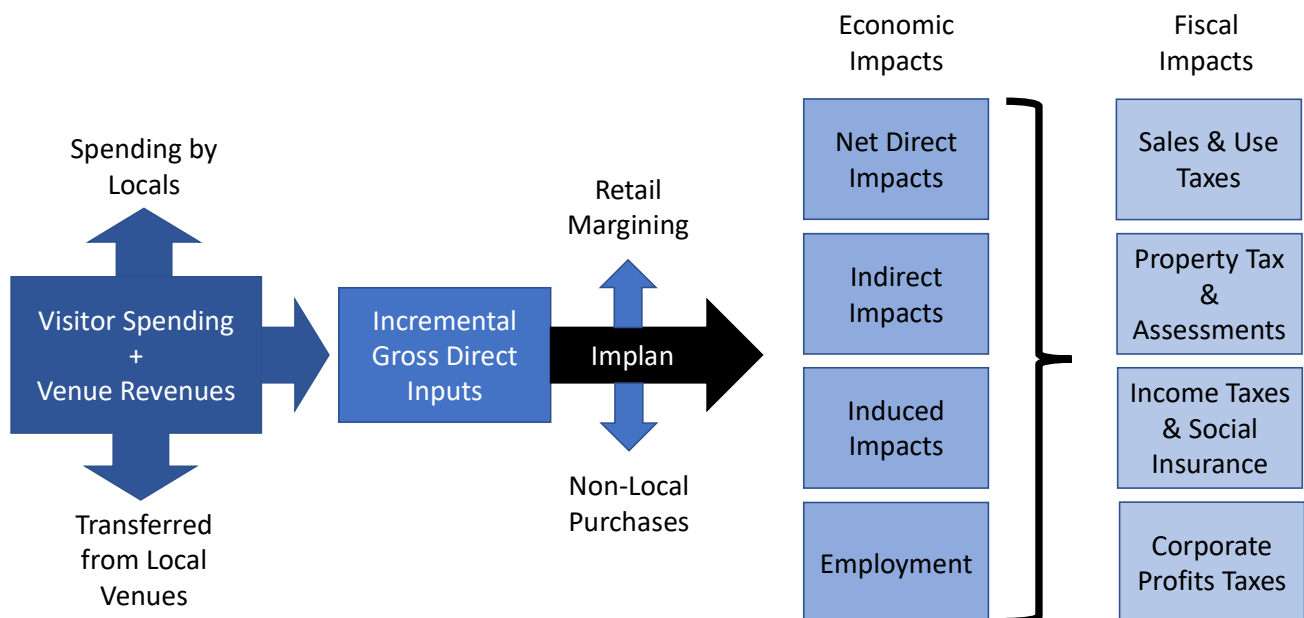 Economic
Impacts
Fiscal
Impacts
Spending by
Locals
Visitor Spending
+
Venue Revenues
Transferred
from Local
Venues
Incremental
Gross Direct
Inputs
Retail
Margining
Implan
Non-Local
Purchases
Net Direct
Impacts
Indirect
Impacts
Induced
Impacts
Employment
Sales & Use
Taxes
Property Tax
&
Assessments
Income Taxes
& Social
Insurance
Corporate
Profits Taxes